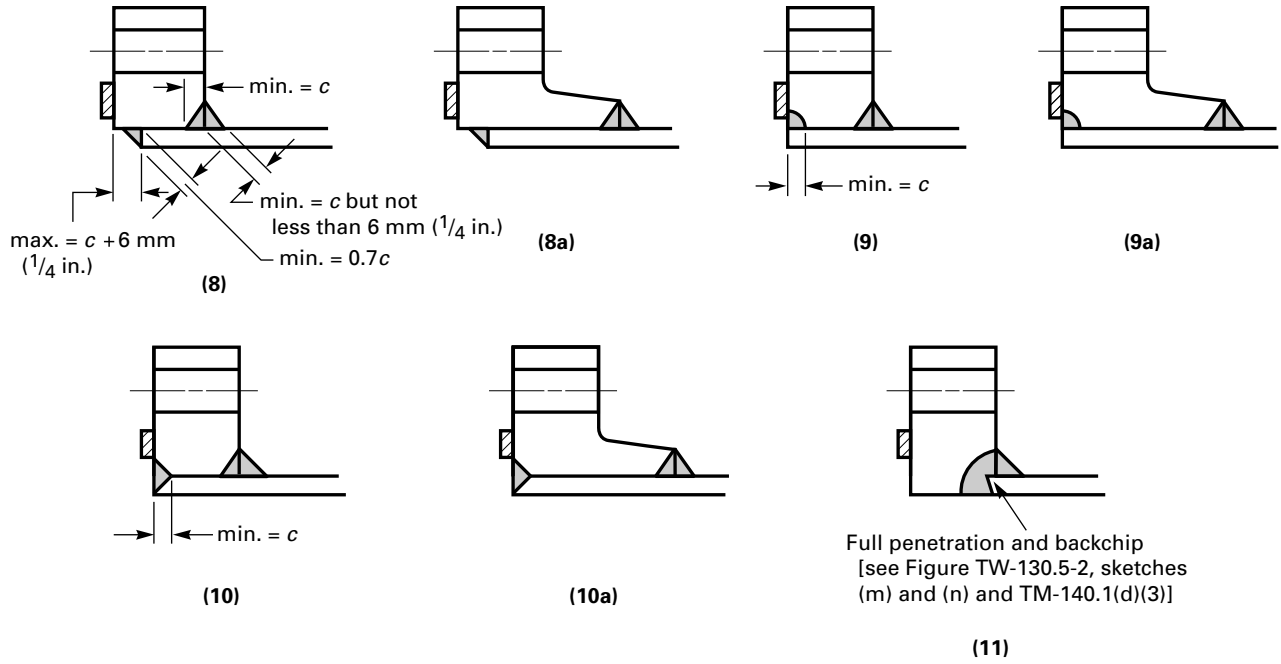 min. = c
min. = c but not
less than 6 mm (1/4 in.)
max. = c +6 mm
(1/4 in.)
min. = 0.7c
(8)
(8a)
min. = c
(9)
(9a)
min. = c
(10)
(10a)
Full penetration and backchip
[see Figure TW-130.5-2, sketches
(m) and (n) and TM-140.1(d)(3)]
(11)